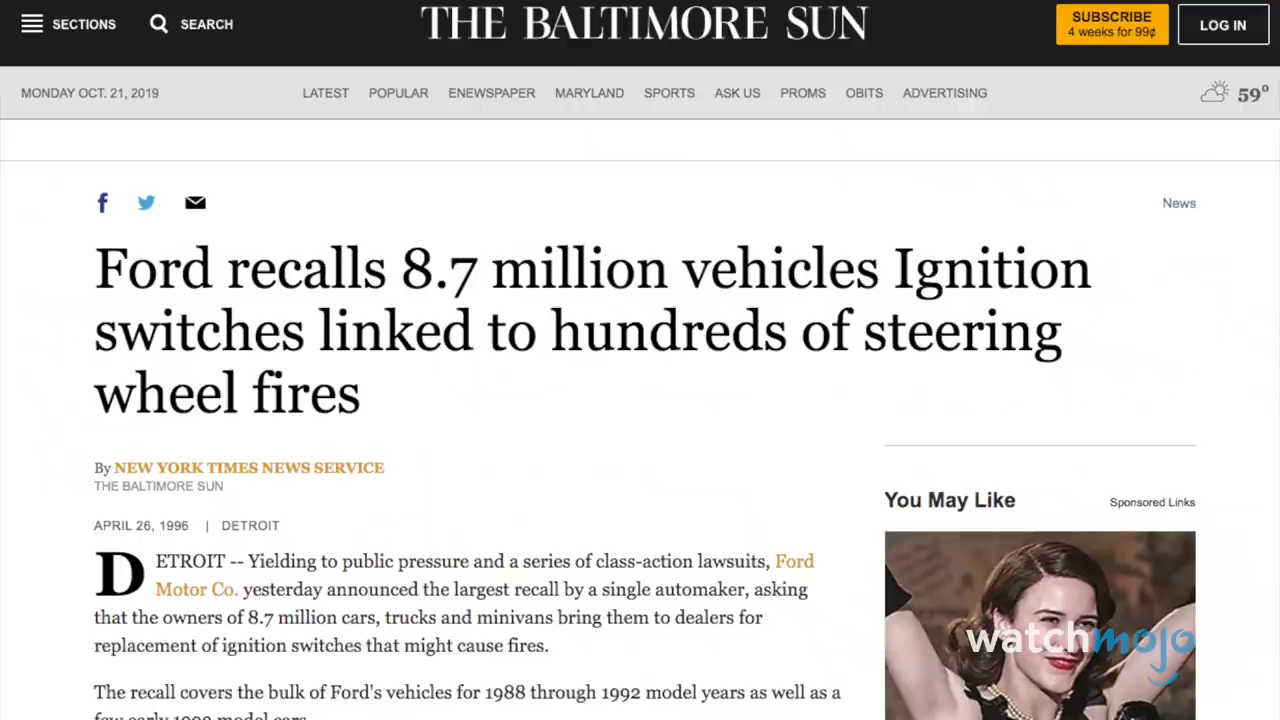 SECTIONS
SEARCH
THE BALTIMORE SUN
SUBSCRIBE
4 weeks for 99¢
LOG IN
MONDAY OCT. 21, 2019
LATEST
POPULAR
ENEWSPAPER
MARYLAND
SPORTS
ASK US
PROMS
OBITS
ADVERTISING
59°
News
Ford recalls 8.7 million vehicles Ignition
switches linked to hundreds of steering
wheel fires
By NEW YORK TIMES NEWS SERVICE
THE BALTIMORE SUN
APRIL 26, 1996 | DETROIT
DETROIT -- Yielding to public pressure and a series of class-action lawsuits, Ford
Motor Co. yesterday announced the largest recall by a single automaker, asking
that the owners of 8.7 million cars, trucks and minivans bring them to dealers for
replacement of ignition switches that might cause fires.
The recall covers the bulk of Ford's vehicles for 1988 through 1992 model years as well as a
few early 1993 model cars.
You May Like
Sponsored Links
watchmojo